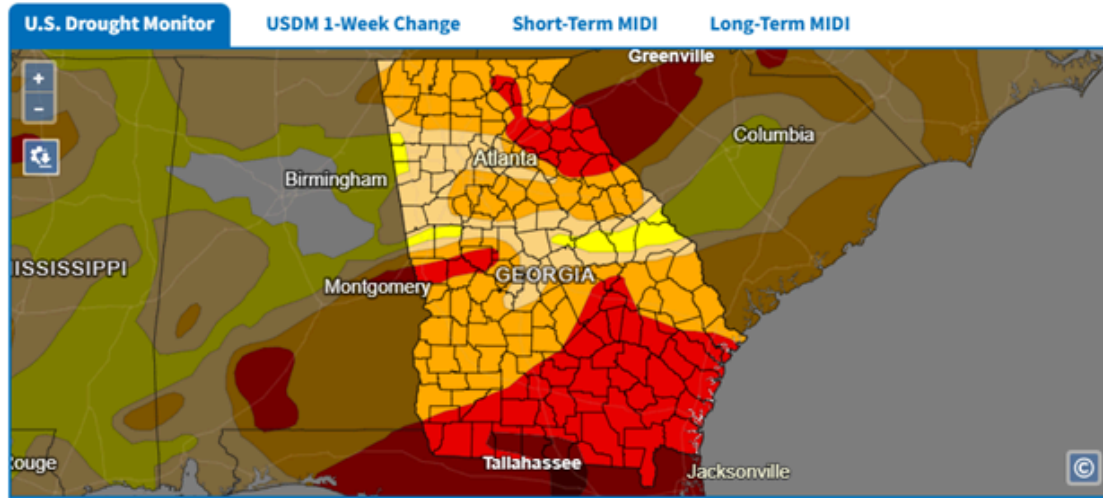 U.S. Drought Monitor USDM 1-Week Change Short-Term MIDI Long-Term MIDI
+
Greenville
−
Columbia
Atlanta
Birmingham
ISSISSIPPI
GEORGIA
Montgomery
ouge
Tallahassee
Jacksonville
©